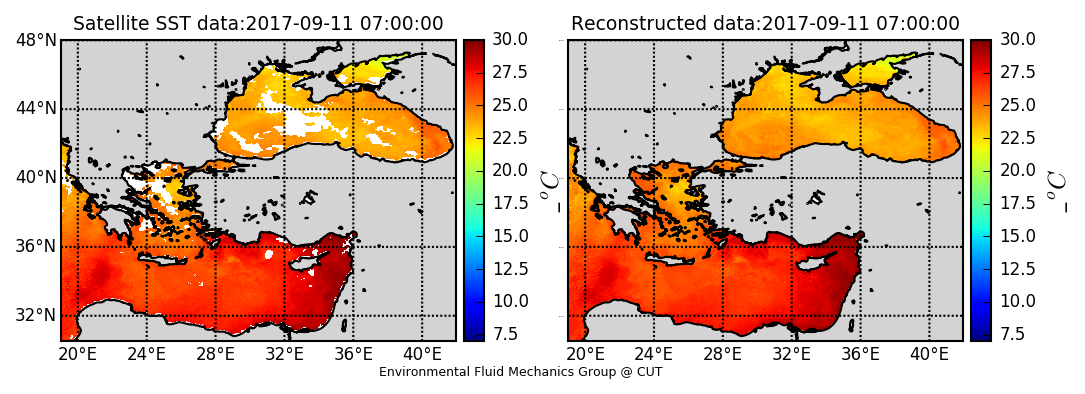 Satellite SST data:2017-09-11 07:00:00
Reconstructed data:2017-09-11 07:00:00
48°N
44°N
40°N
36°N
32°N
20°E 24°E 28°E 32°E 36°E 40°E
30.0
27.5
25.0
22.5
20.0
17.5
15.0
12.5
10.0
7.5
_°C
20°E 24°E 28°E 32°E 36°E 40°E
30.0
27.5
25.0
22.5
20.0
17.5
15.0
12.5
10.0
7.5
_°C
Environmental Fluid Mechanics Group @ CUT